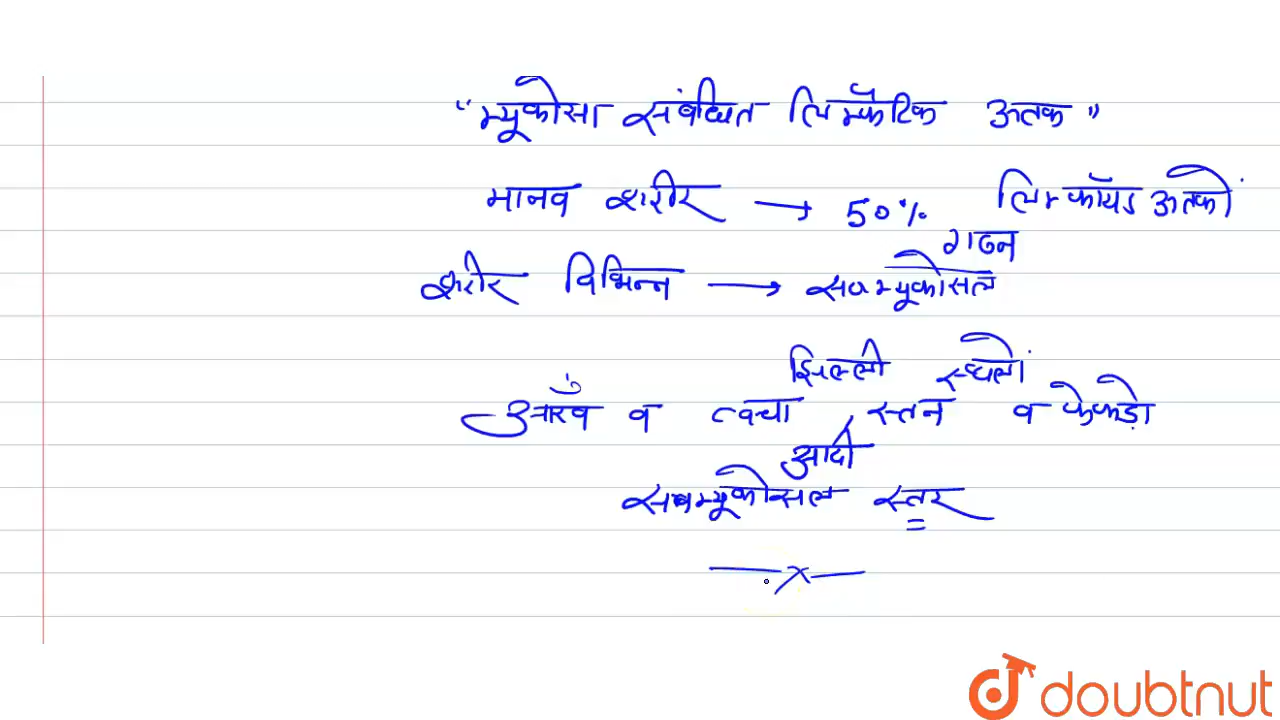 "म्यूकोसा संबंधित लिम्फैटिक ऊतक"
मानव शरीर → 50% लिम्फॉयड ऊतकों
गठन
शरीर विभिन्न → सबम्यूकोसल
झिल्ली स्थलों
आँख व त्वचा, स्तन व फेफड़े
आदी
सबम्यूकोसल स्तर
doubtnut